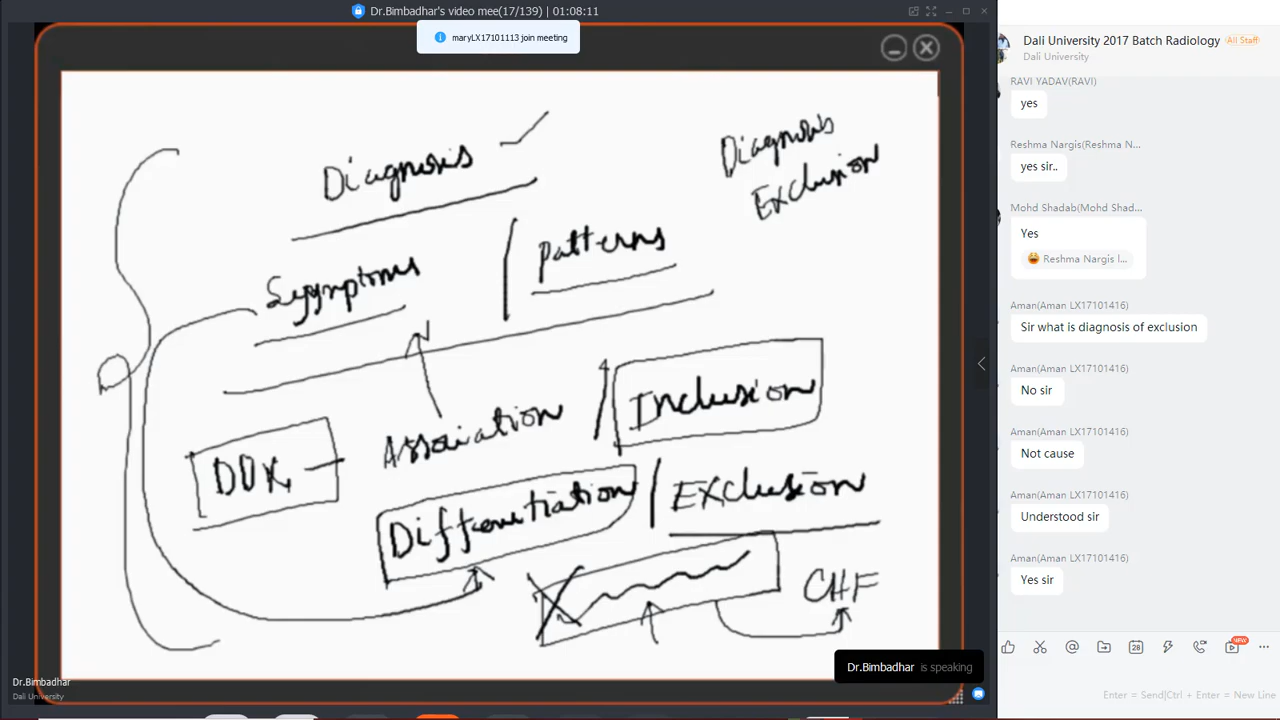 Dr.Bimbadhar's video mee(17/139) | 01:08:11
maryLX17101113 join meeting
Diagnosis
Symptoms / patterns
Diagnosis
Exclusion
DDX - Association / Inclusion
Differentiation / Exclusion
CHF
Dr.Bimbadhar is speaking
Dr.Bimbadhar
Dali University
Dali University 2017 Batch Radiology All Staff
Dali University
RAVI YADAV(RAVI)
yes
Reshma Nargis(Reshma N...
yes sir..
Mohd Shadab(Mohd Shad...
Yes
Reshma Nargis l...
Aman(Aman LX17101416)
Sir what is diagnosis of exclusion
Aman(Aman LX17101416)
No sir
Aman(Aman LX17101416)
Not cause
Aman(Aman LX17101416)
Understood sir
Aman(Aman LX17101416)
Yes sir
28
NEW
Enter = Send|Ctrl + Enter = New Line